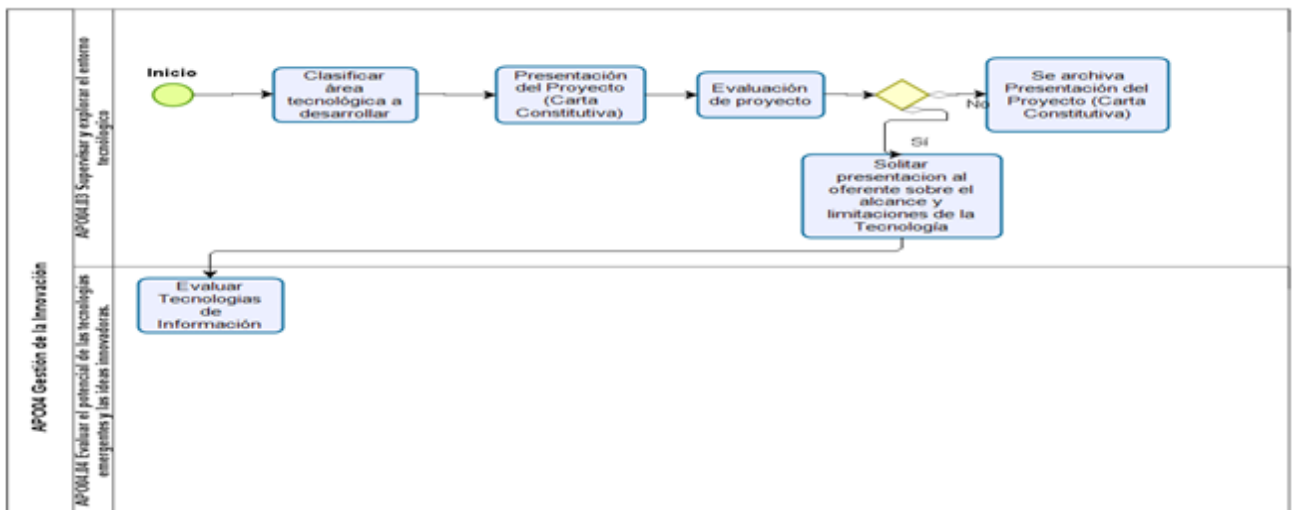 APO04 Gestión de la Innovación
APO04.03 Supervisar y explorar el entorno
tecnólogico
Inicio
Clasificar
área
tecnológica a
desarrollar
Presentación
del Proyecto
(Carta
Constitutiva)
Evaluación
de proyecto
No
Se archiva
Presentación del
Proyecto (Carta
Constitutiva)
Sí
Solitar
presentacion al
oferente sobre el
alcance y
limitaciones de la
Tecnología
APO04.04 Evaluar el potencial de las tecnologias
emergentes y las ideas innovadoras.
Evaluar
Tecnologias
de
Información